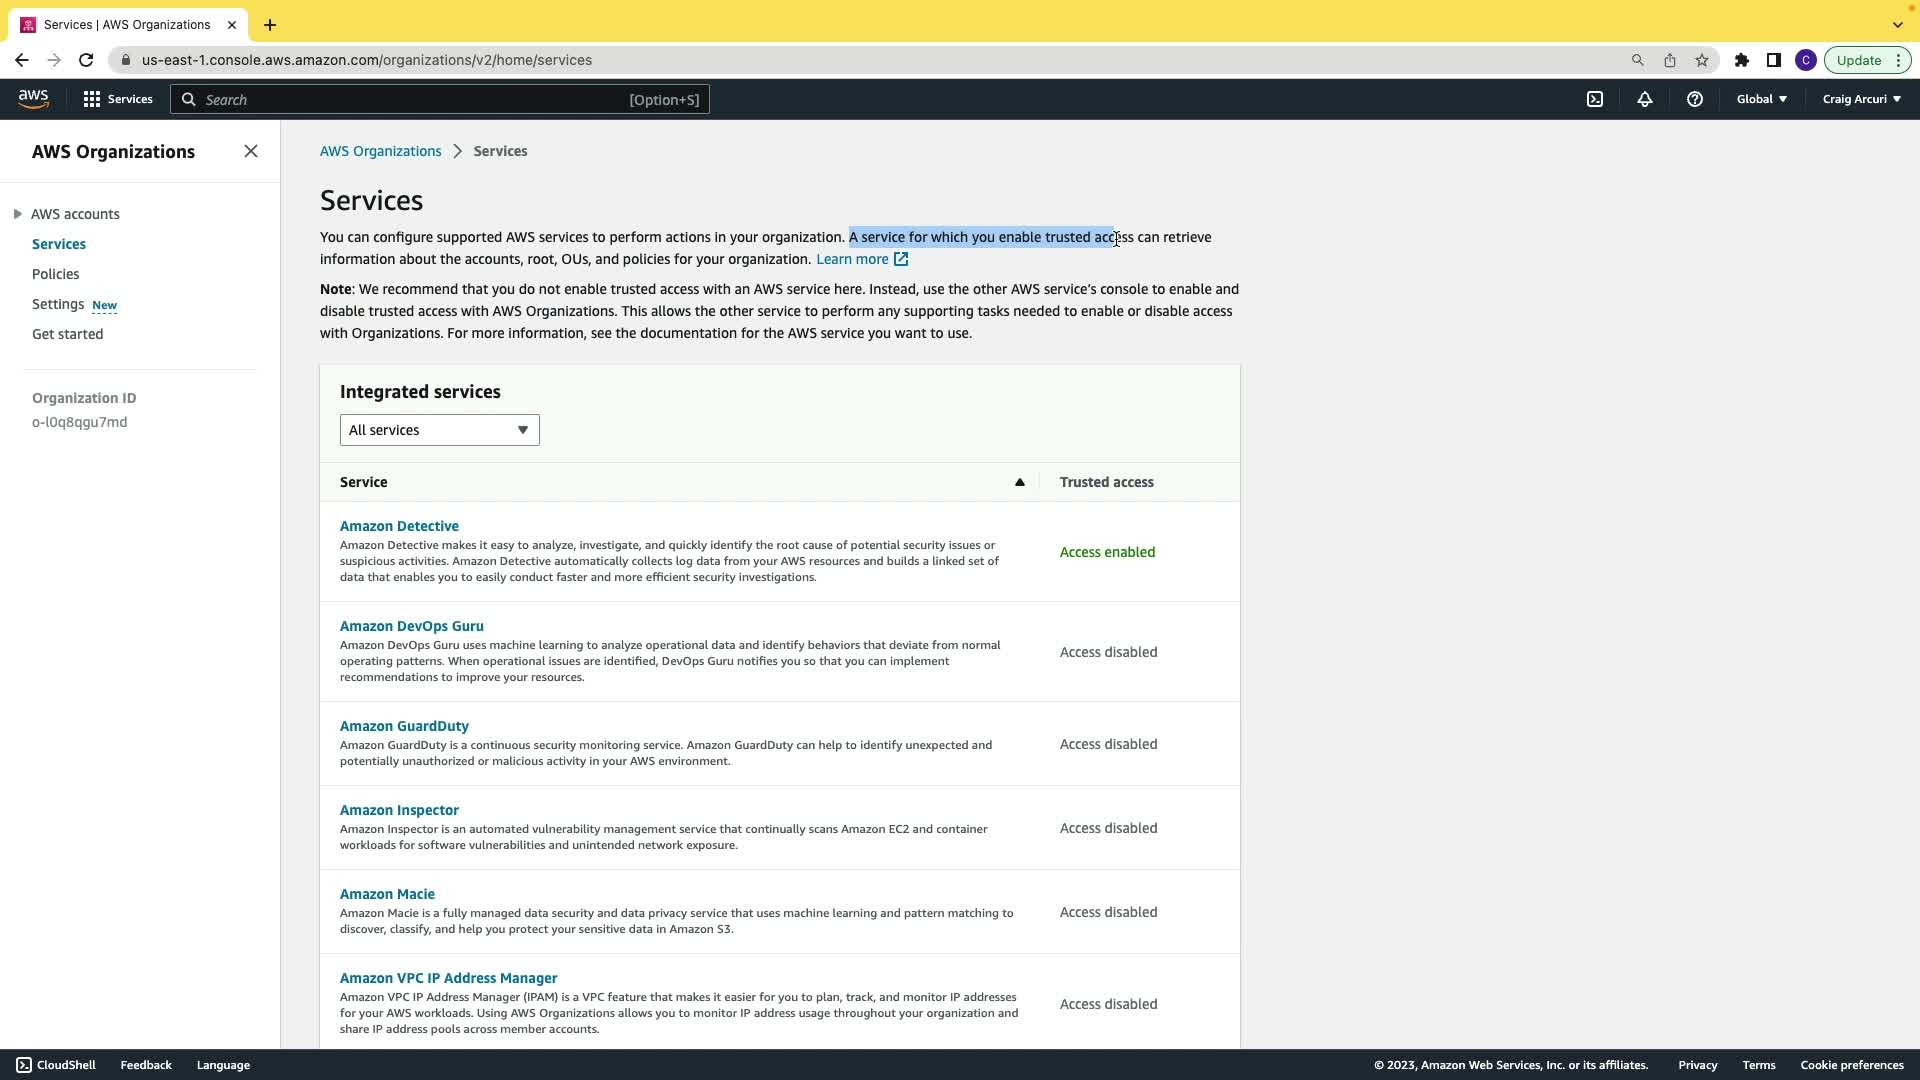 Services | AWS Organizations
us-east-1.console.aws.amazon.com/organizations/v2/home/services
C
Update
aws
Services
Search
[Option+S]
Global
Craig Arcuri
AWS Organizations
AWS accounts
Services
Policies
Settings New
Get started
Organization ID
o-l0q8qgu7md
AWS Organizations > Services
Services
You can configure supported AWS services to perform actions in your organization. A service for which you enable trusted access can retrieve
information about the accounts, root, OUs, and policies for your organization. Learn more
Note: We recommend that you do not enable trusted access with an AWS service here. Instead, use the other AWS service's console to enable and
disable trusted access with AWS Organizations. This allows the other service to perform any supporting tasks needed to enable or disable access
with Organizations. For more information, see the documentation for the AWS service you want to use.
Integrated services
All services
Service
Trusted access
Amazon Detective
Amazon Detective makes it easy to analyze, investigate, and quickly identify the root cause of potential security issues or
suspicious activities. Amazon Detective automatically collects log data from your AWS resources and builds a linked set of
data that enables you to easily conduct faster and more efficient security investigations.
Access enabled
Amazon DevOps Guru
Amazon DevOps Guru uses machine learning to analyze operational data and identify behaviors that deviate from normal
operating patterns. When operational issues are identified, DevOps Guru notifies you so that you can implement
recommendations to improve your resources.
Access disabled
Amazon GuardDuty
Amazon GuardDuty is a continuous security monitoring service. Amazon GuardDuty can help to identify unexpected and
potentially unauthorized or malicious activity in your AWS environment.
Access disabled
Amazon Inspector
Amazon Inspector is an automated vulnerability management service that continually scans Amazon EC2 and container
workloads for software vulnerabilities and unintended network exposure.
Access disabled
Amazon Macie
Amazon Macie is a fully managed data security and data privacy service that uses machine learning and pattern matching to
discover, classify, and help you protect your sensitive data in Amazon S3.
Access disabled
Amazon VPC IP Address Manager
Amazon VPC IP Address Manager (IPAM) is a VPC feature that makes it easier for you to plan, track, and monitor IP addresses
for your AWS workloads. Using AWS Organizations allows you to monitor IP address usage throughout your organization and
share IP address pools across member accounts.
Access disabled
CloudShell
Feedback
Language
© 2023, Amazon Web Services, Inc. or its affiliates.
Privacy
Terms
Cookie preferences